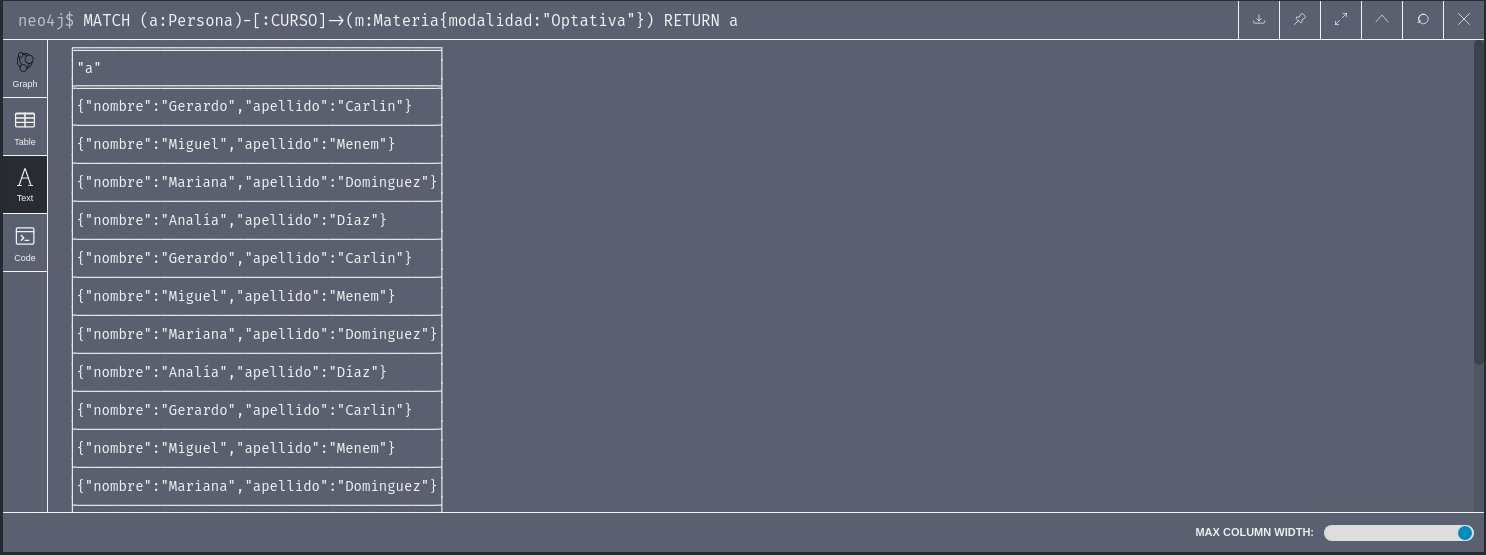 neo4j$ MATCH (a:Persona)-[:CURSO]→(m:Materia{modalidad:"Optativa"}) RETURN a
Graph
Table
Text
Code
"a"
{"nombre":"Gerardo","apellido":"Carlin"}
{"nombre":"Miguel","apellido":"Menem"}
{"nombre":"Mariana","apellido":"Dominguez"}
{"nombre":"Analía","apellido":"Díaz"}
{"nombre":"Gerardo","apellido":"Carlin"}
{"nombre":"Miguel","apellido":"Menem"}
{"nombre":"Mariana","apellido":"Dominguez"}
{"nombre":"Analía","apellido":"Díaz"}
{"nombre":"Gerardo","apellido":"Carlin"}
{"nombre":"Miguel","apellido":"Menem"}
{"nombre":"Mariana","apellido":"Dominguez"}
MAX COLUMN WIDTH: